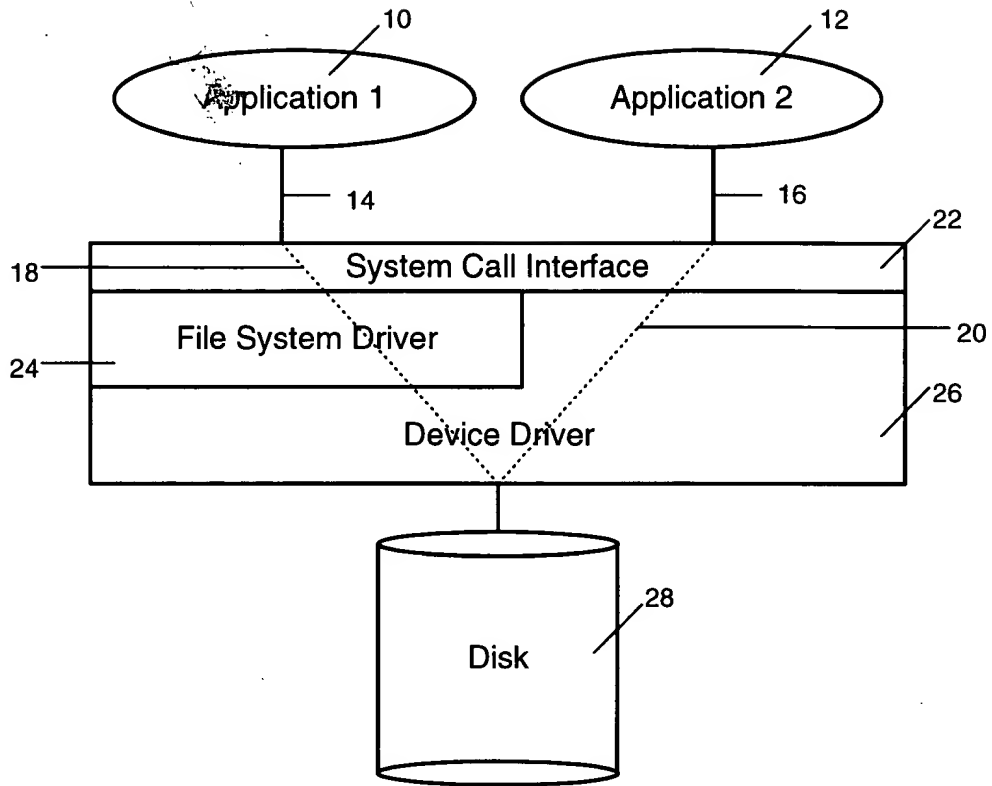 10
12
Application 1
Application 2
14
16
22
18
System Call Interface
20
File System Driver
24
26
Device Driver
28
Disk